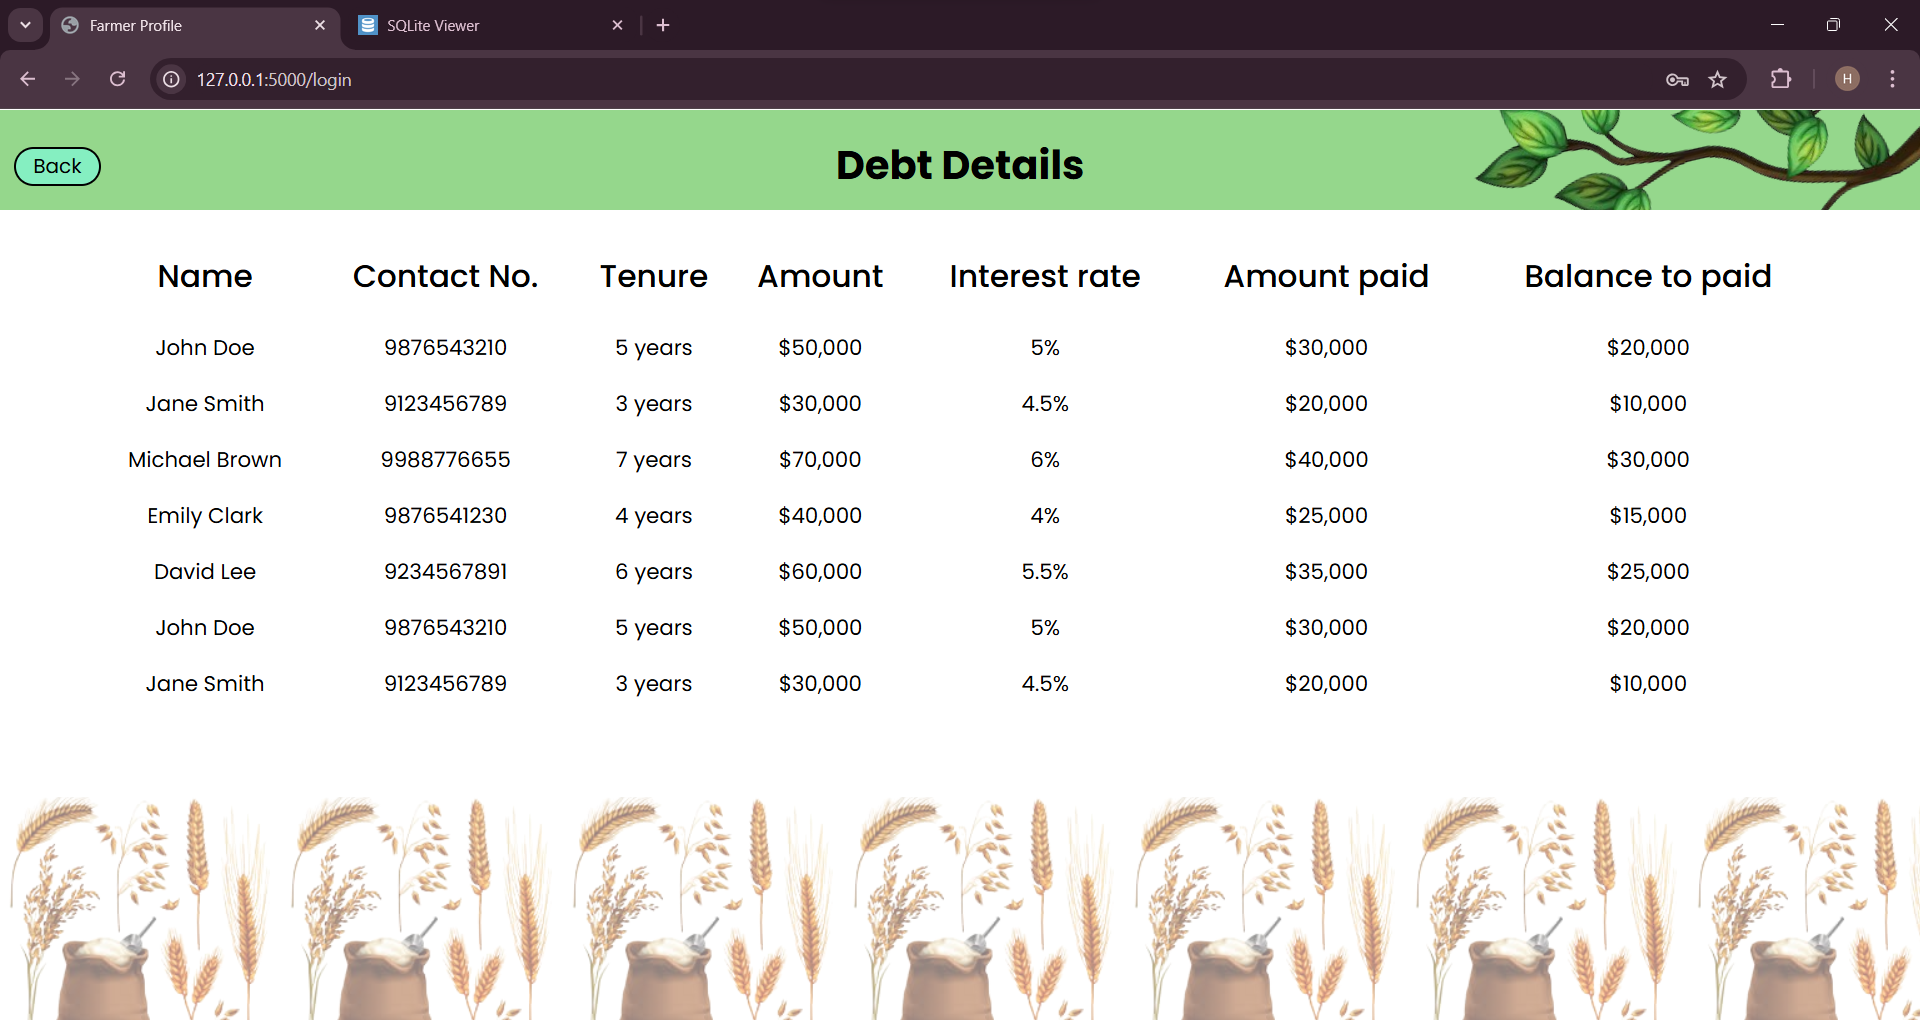 Farmer Profile
SQLite Viewer
127.0.0.1:5000/login
H
Back
Debt Details
Name Contact No. Tenure Amount Interest rate Amount paid Balance to paid
John Doe 9876543210 5 years $50,000 5% $30,000 $20,000
Jane Smith 9123456789 3 years $30,000 4.5% $20,000 $10,000
Michael Brown 9988776655 7 years $70,000 6% $40,000 $30,000
Emily Clark 9876541230 4 years $40,000 4% $25,000 $15,000
David Lee 9234567891 6 years $60,000 5.5% $35,000 $25,000
John Doe 9876543210 5 years $50,000 5% $30,000 $20,000
Jane Smith 9123456789 3 years $30,000 4.5% $20,000 $10,000